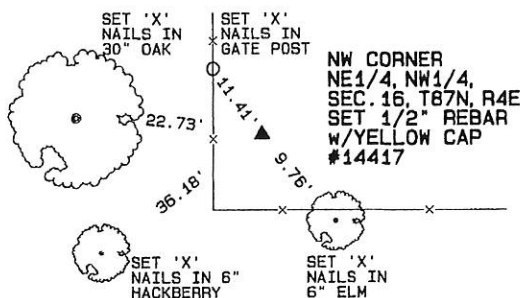 SET 'X'
NAILS IN
30" OAK
SET 'X'
NAILS IN
GATE POST
NW CORNER
NE1/4, NW1/4,
SEC. 16, T87N, R4E
SET 1/2" REBAR
W/YELLOW CAP
#14417
11.41'
22.73'
9.76'
36.18'
SET 'X'
NAILS IN 6"
HACKBERRY
SET 'X'
NAILS IN
6" ELM